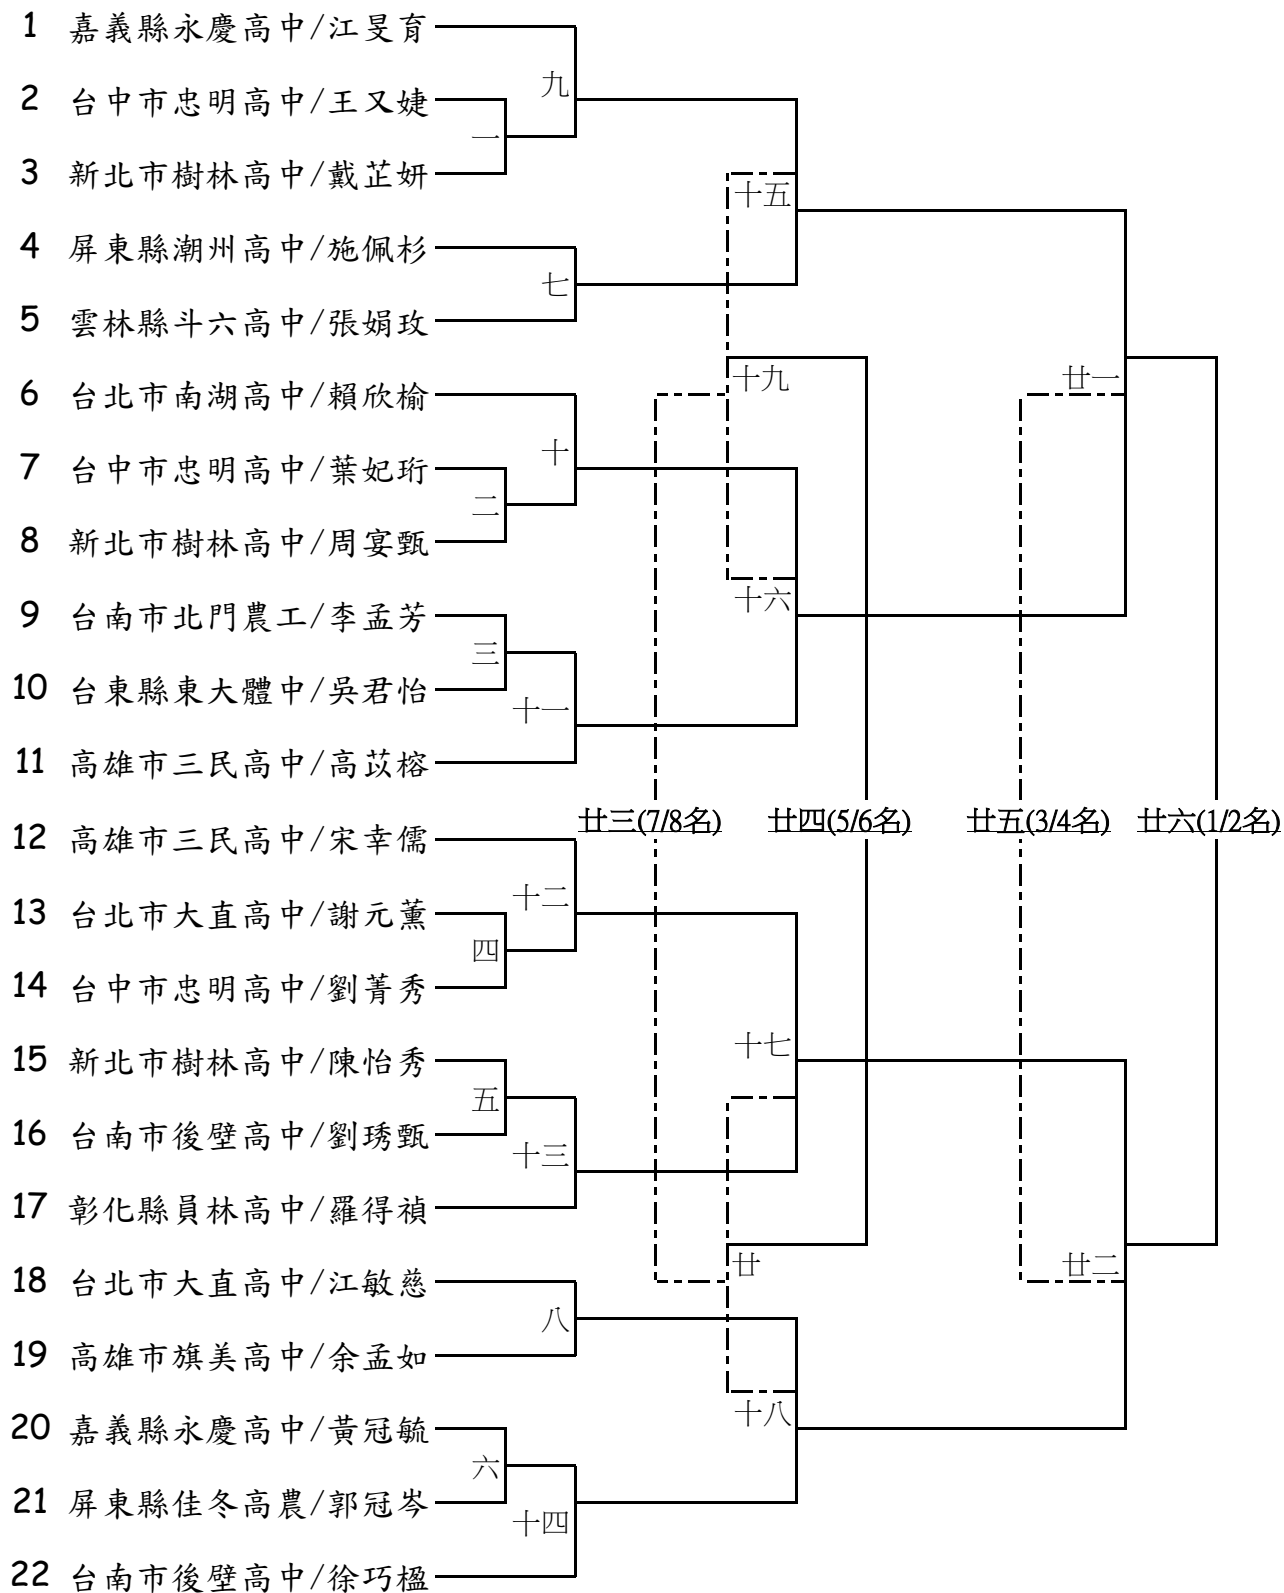 1 嘉義縣永慶高中/江旻育
九
2 台中市忠明高中/王又婕
一
3 新北市樹林高中/戴芷妍
十五
4 屏東縣潮州高中/施佩杉
七
5 雲林縣斗六高中/張娟玫
十九
廿一
6 台北市南湖高中/賴欣榆
十
7 台中市忠明高中/葉妃珩
二
8 新北市樹林高中/周宴甄
十六
9 台南市北門農工/李孟芳
三
10 台東縣東大體中/吳君怡
十一
11 高雄市三民高中/高苡榕
廿三(7/8名) 廿四(5/6名) 廿五(3/4名) 廿六(1/2名)
12 高雄市三民高中/宋幸儒
十二
13 台北市大直高中/謝元薰
四
14 台中市忠明高中/劉菁秀
十七
15 新北市樹林高中/陳怡秀
五
16 台南市後壁高中/劉琇甄
十三
17 彰化縣員林高中/羅得禎
廿
廿二
18 台北市大直高中/江敏慈
八
19 高雄市旗美高中/余孟如
十八
20 嘉義縣永慶高中/黃冠毓
六
21 屏東縣佳冬高農/郭冠岑
十四
22 台南市後壁高中/徐巧楹